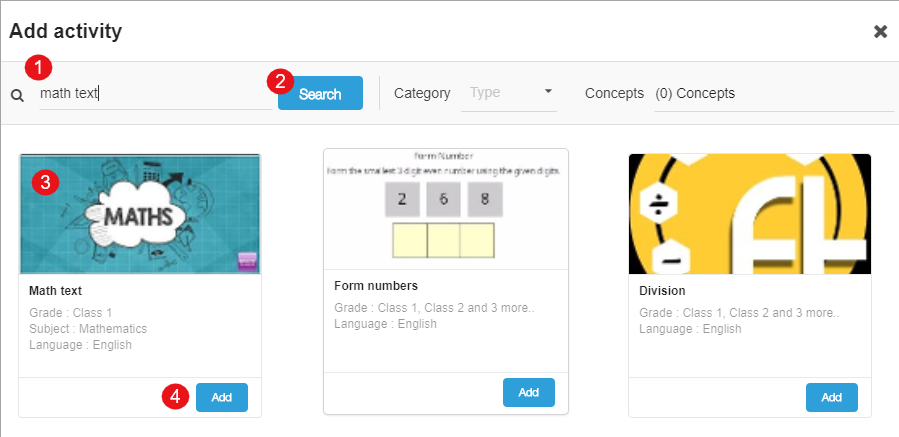 Add activity
1
math text
2
Search
Category
Type
Concepts
(0) Concepts
3
MATHS
Math text
Grade : Class 1
Subject : Mathematics
Language : English
4
Add
Form Number
Form the smallest 3 digit even number using the given digits.
2 6 8
Form numbers
Grade : Class 1, Class 2 and 3 more..
Language : English
Add
÷
−
Division
Grade : Class 1, Class 2 and 3 more..
Language : English
Add